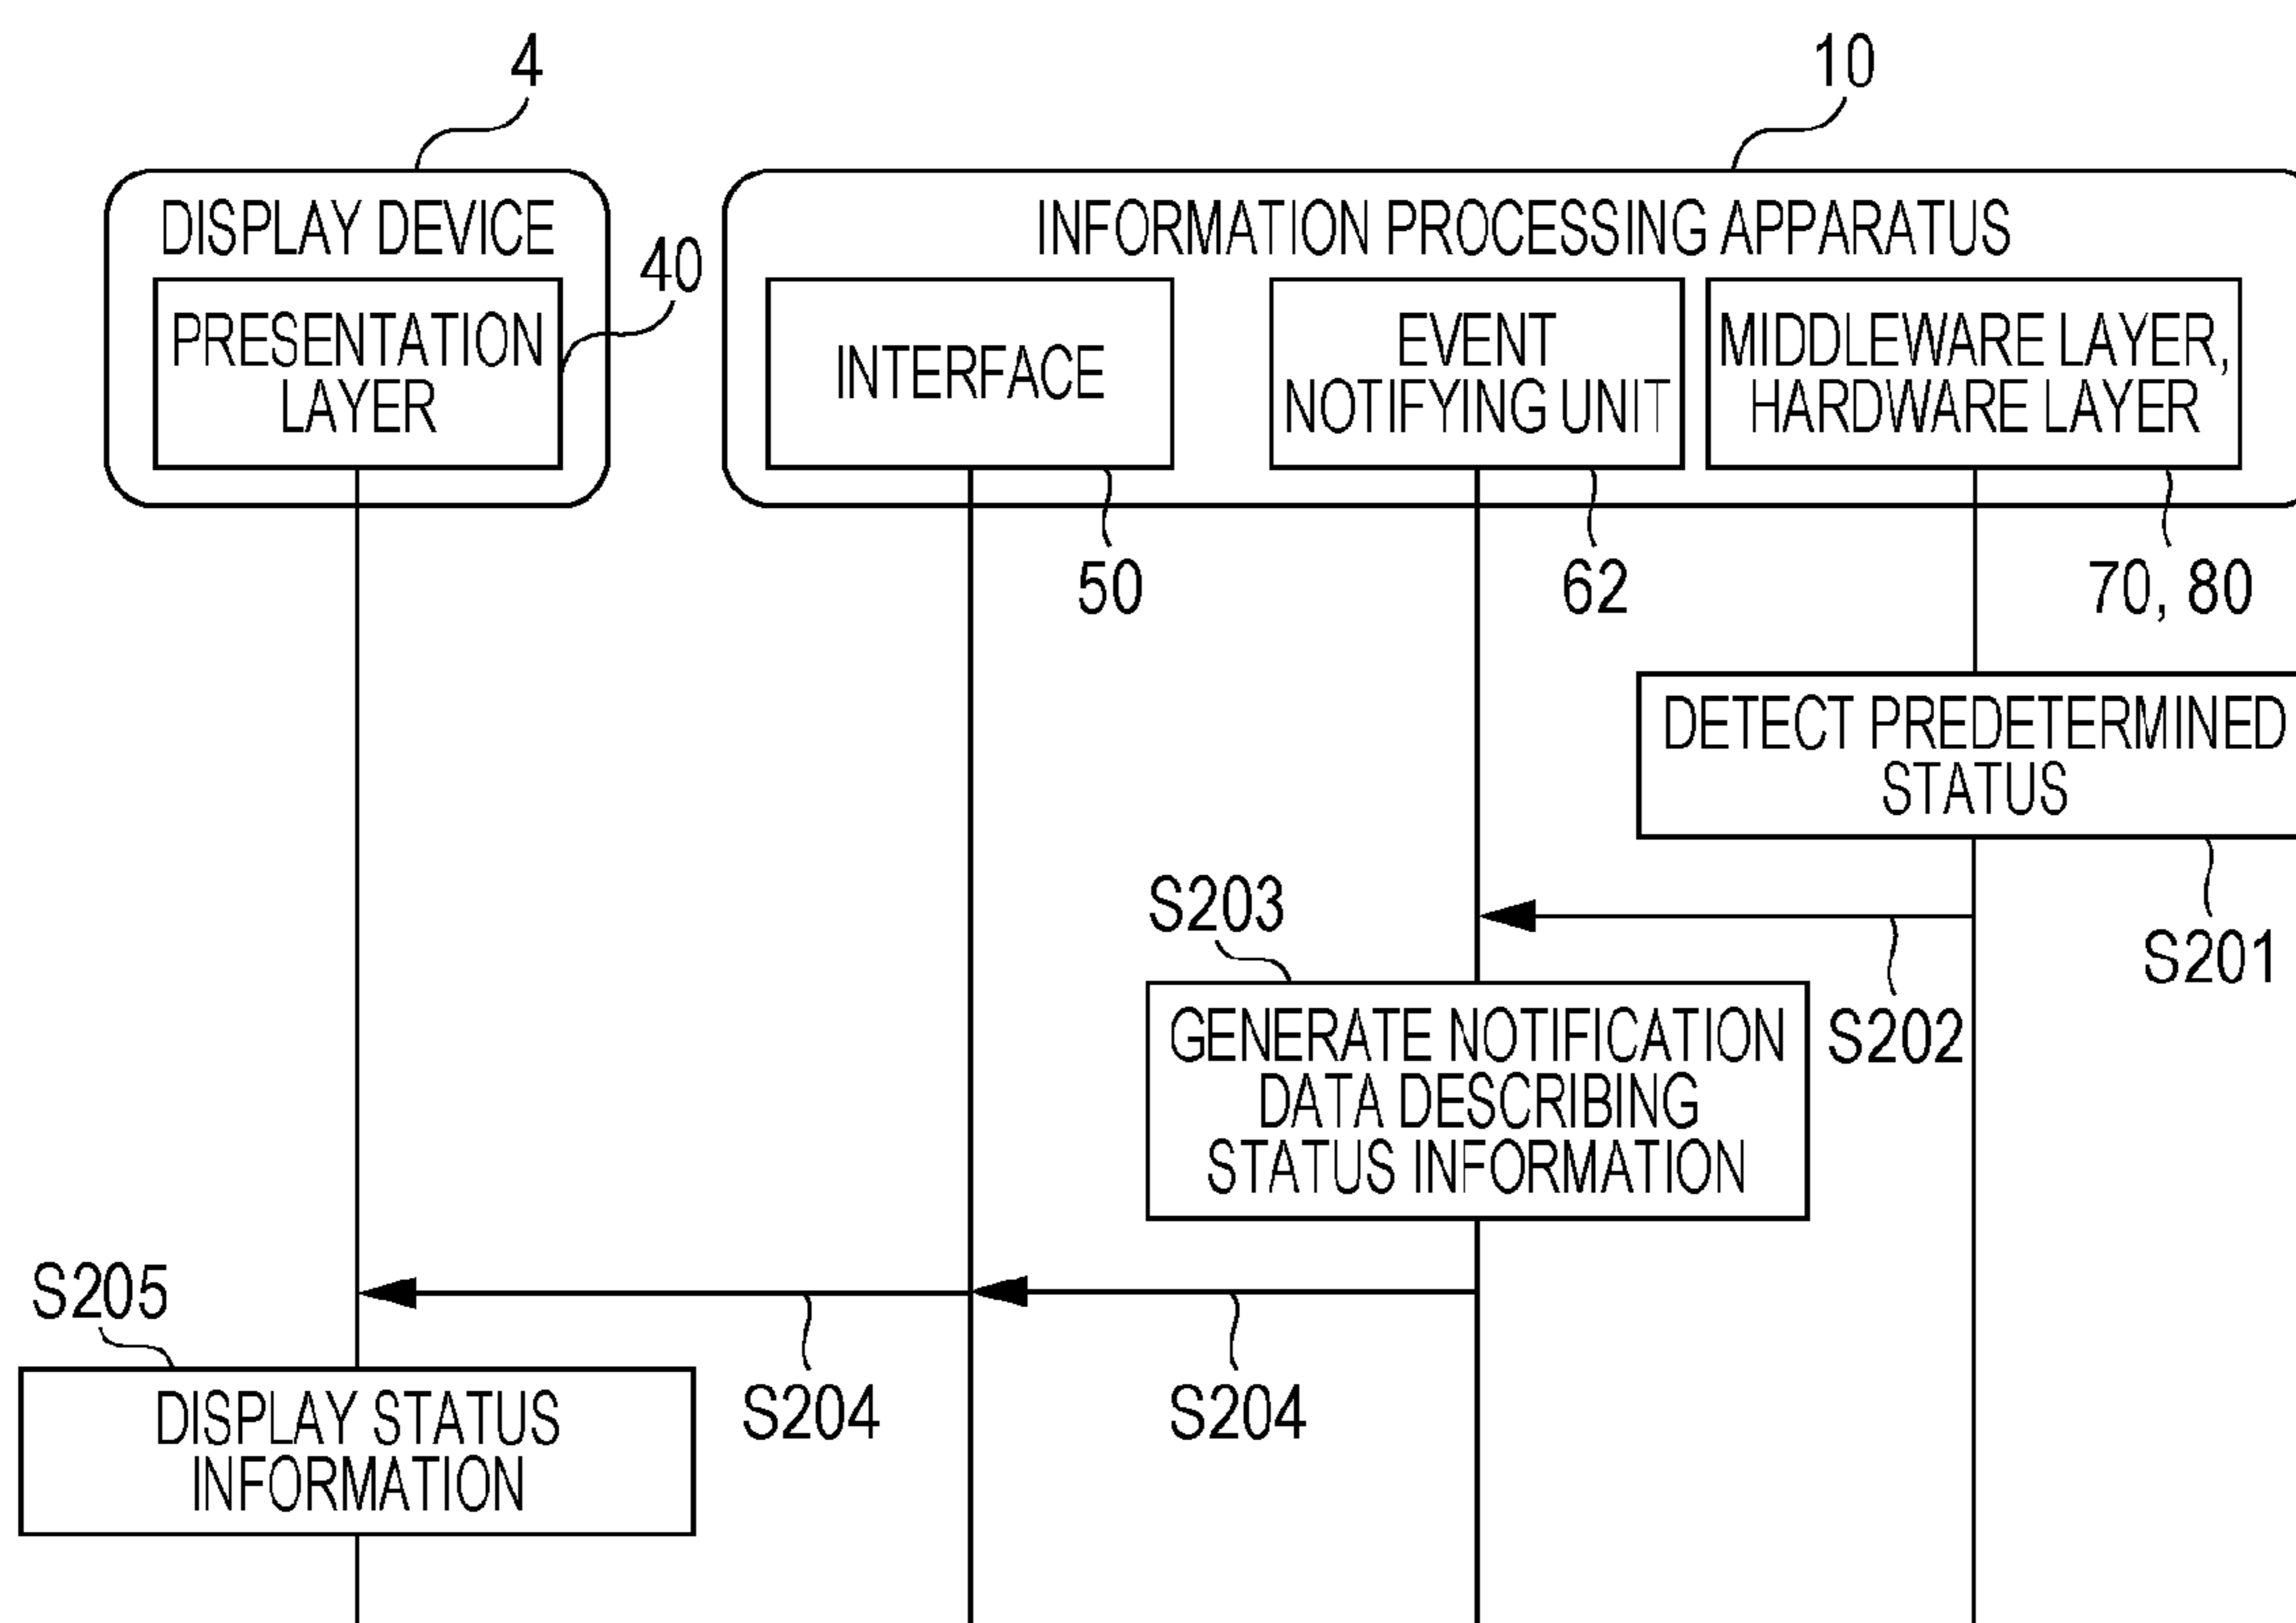 4
10
DISPLAY DEVICE
INFORMATION PROCESSING APPARATUS
40
PRESENTATION
LAYER
INTERFACE
EVENT
NOTIFYING UNIT
MIDDLEWARE LAYER,
HARDWARE LAYER
50
62
70, 80
DETECT PREDETERMINED
STATUS
S201
S202
S203
GENERATE NOTIFICATION
DATA DESCRIBING
STATUS INFORMATION
S204
S204
S205
DISPLAY STATUS
INFORMATION